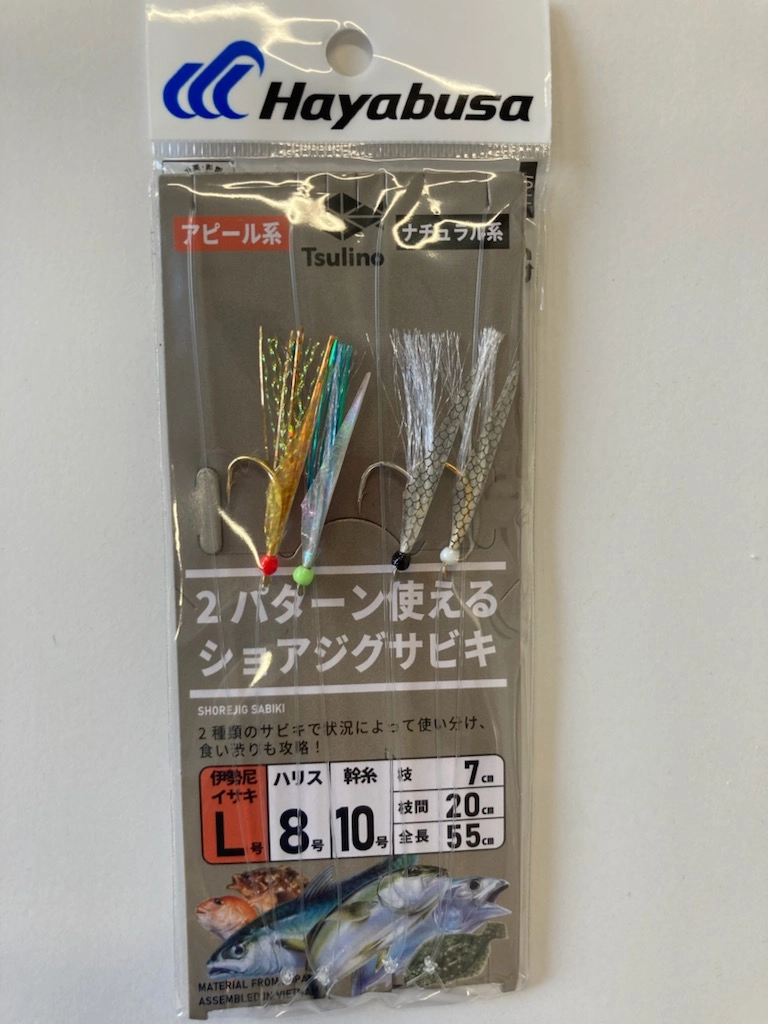 Hayabusa
アピール系
Tsulino
ナチュラル系
2パターン使える
ショアジグサビキ
SHOREJIG SABIKI
2種類のサビキで状況によって使い分け、
食い渋りも攻略！
伊勢尼
イサキ
L号
ハリス
8号
幹糸
10号
枝 7cm
枝間 20cm
全長 55cm
MATERIAL FROM
ASSEMBLED IN